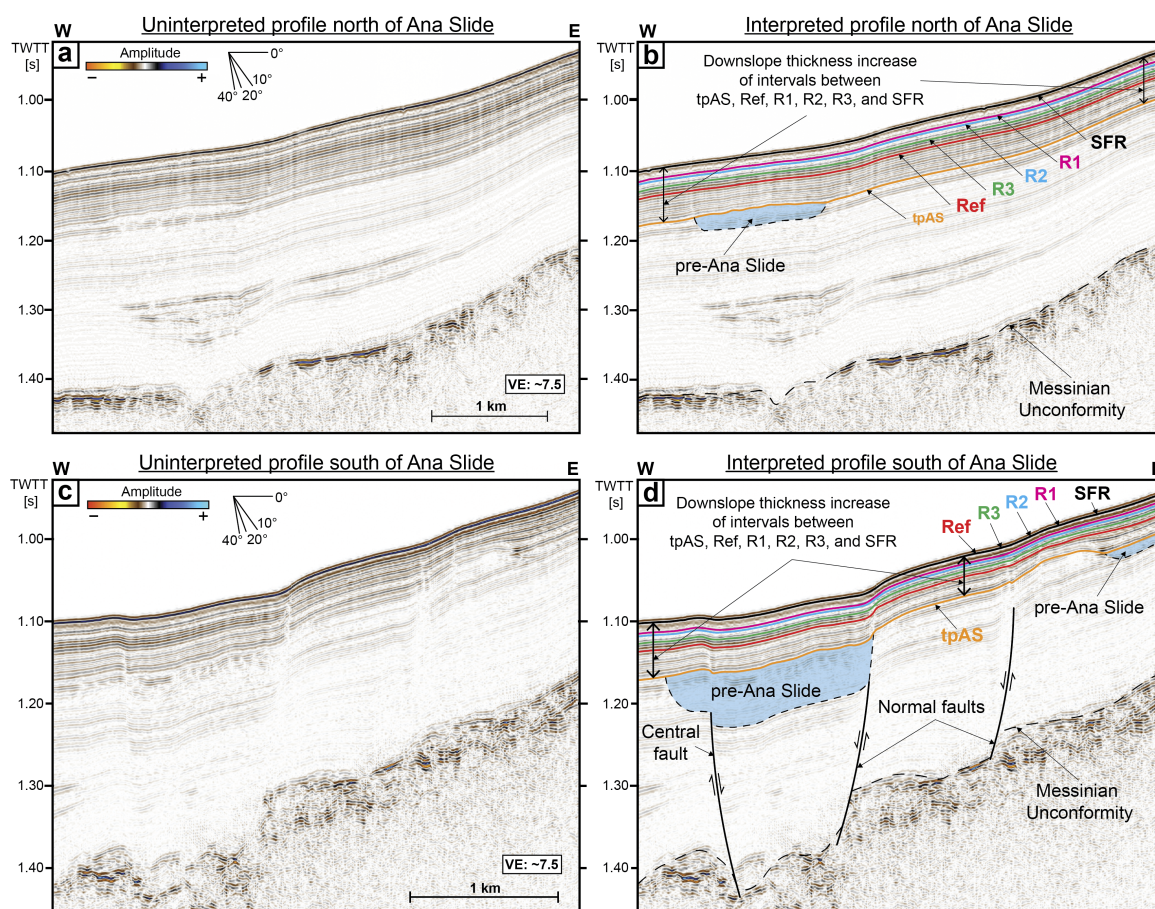 Uninterpreted profile north of Ana Slide
W
E
TWTT
[s]
a
Amplitude
–
+
0°
10°
20°
40°
1.00
1.10
1.20
1.30
1.40
VE: ~7.5
1 km
Interpreted profile north of Ana Slide
W
TWTT
[s]
b
Downslope thickness increase
of intervals between
tpAS, Ref, R1, R2, R3, and SFR
SFR
R1
R2
R3
Ref
tpAS
pre-Ana Slide
Messinian
Unconformity
1.00
1.10
1.20
1.30
1.40
Uninterpreted profile south of Ana Slide
W
E
TWTT
[s]
c
Amplitude
–
+
0°
10°
20°
40°
1.00
1.10
1.20
1.30
1.40
VE: ~7.5
1 km
Interpreted profile south of Ana Slide
W
TWTT
[s]
d
Downslope thickness increase
of intervals between
tpAS, Ref, R1, R2, R3, and SFR
Ref
R3
R2
R1
SFR
pre-Ana Slide
tpAS
pre-Ana Slide
Central
fault
Normal faults
Messinian
Unconformity
1.00
1.10
1.20
1.30
1.40